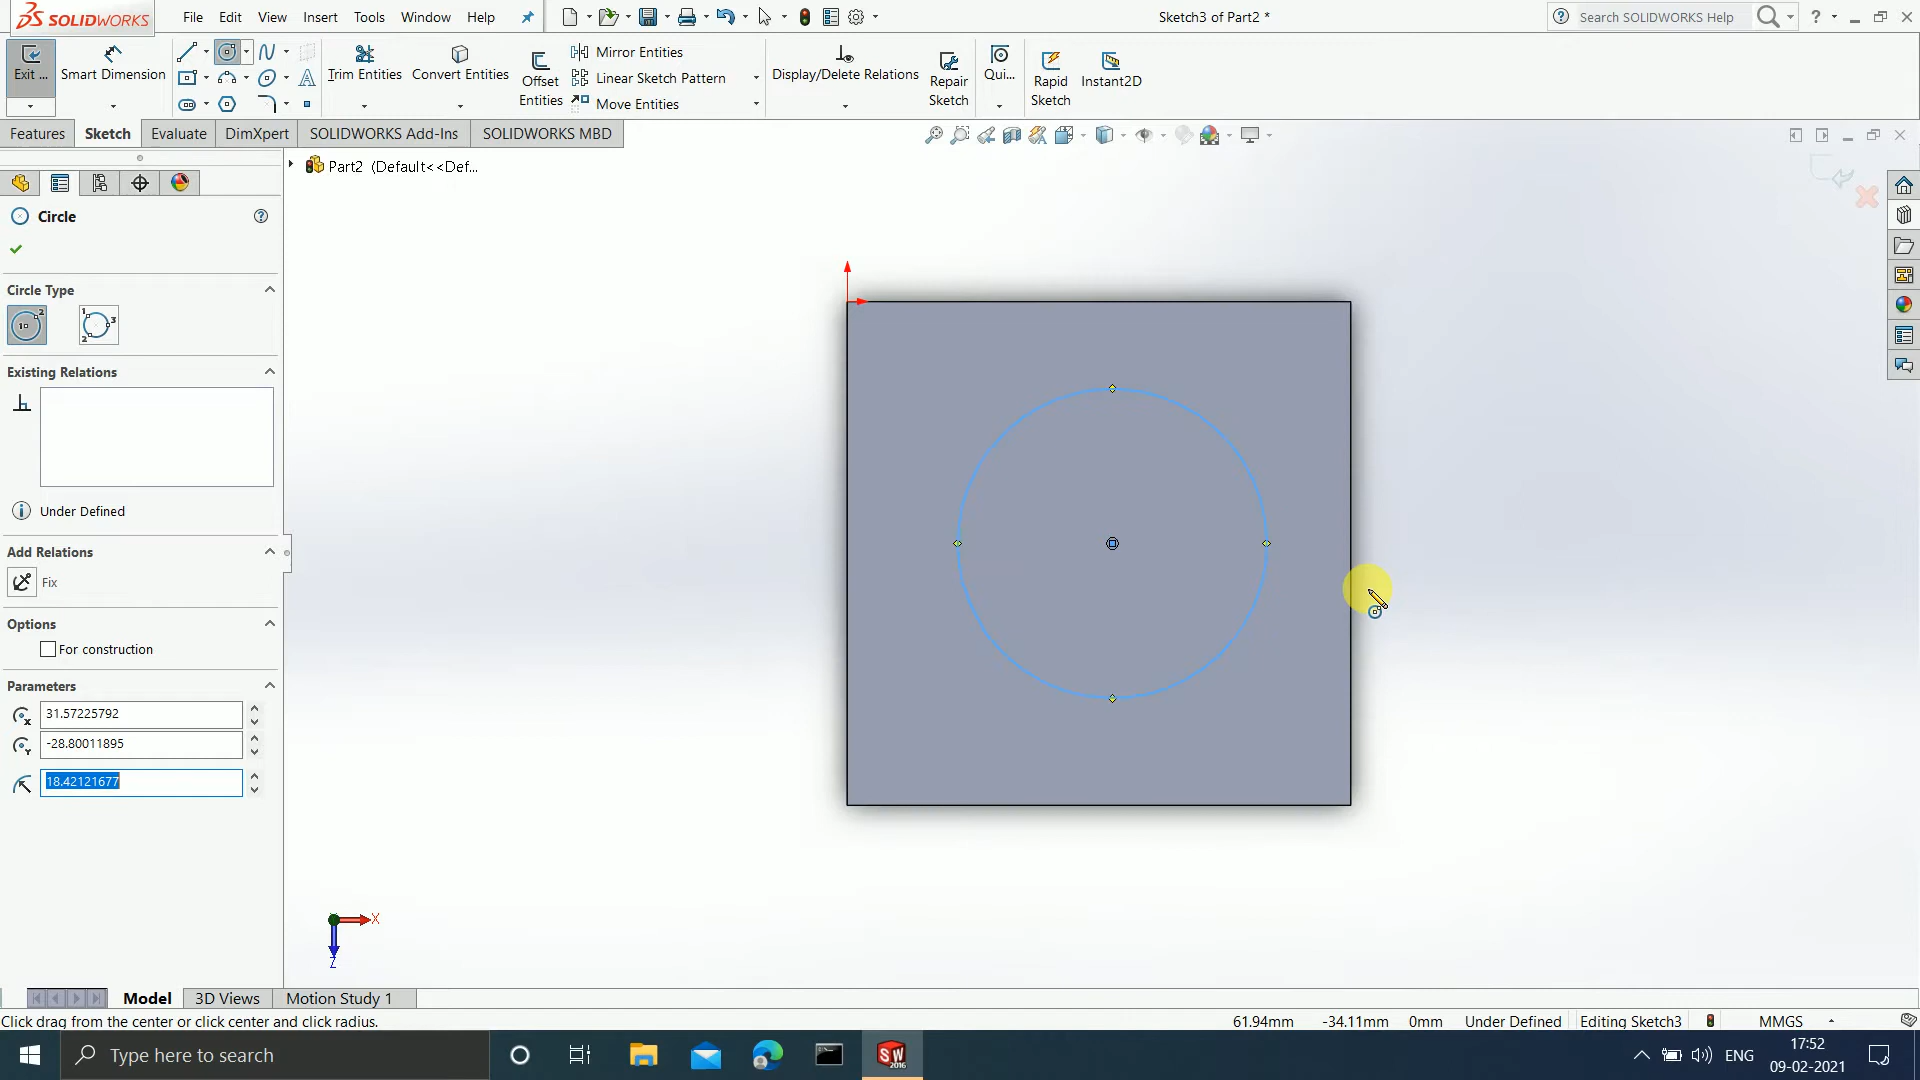 SOLIDWORKS
File Edit View Insert Tools Window Help
Sketch3 of Part2 *
Search SOLIDWORKS Help
Exit ...
Smart Dimension
Trim Entities
Convert Entities
Offset Entities
Mirror Entities
Linear Sketch Pattern
Move Entities
Display/Delete Relations
Repair Sketch
Qui...
Rapid Sketch
Instant2D
Features Sketch Evaluate DimXpert SOLIDWORKS Add-Ins SOLIDWORKS MBD
Part2 (Default<<Def...
Circle
Circle Type
Existing Relations
Under Defined
Add Relations
Fix
Options
For construction
Parameters
31.57225792
-28.80011895
18.42121677
X
Z
Model 3D Views Motion Study 1
Click drag from the center or click center and click radius.
61.94mm -34.11mm 0mm Under Defined Editing Sketch3 MMGS
Type here to search
SW 2016
ENG
17:52
09-02-2021